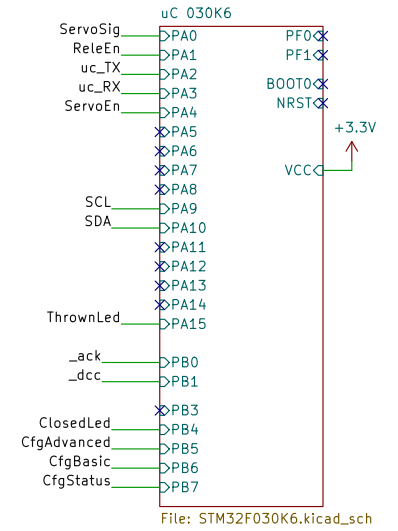 uC 030K6
ServoSig PA0 PF0
ReleEn PA1 PF1
uc_TX PA2
BOOT0
uc_RX PA3
NRST
ServoEn PA4
PA5
+3.3V
PA6
PA7 VCC
PA8
SCL PA9
SDA PA10
PA11
PA12
PA13
PA14
ThrownLed PA15
_ack PB0
_dcc PB1
PB3
ClosedLed PB4
CfgAdvanced PB5
CfgBasic PB6
CfgStatus PB7
File: STM32F030K6.kicad_sch